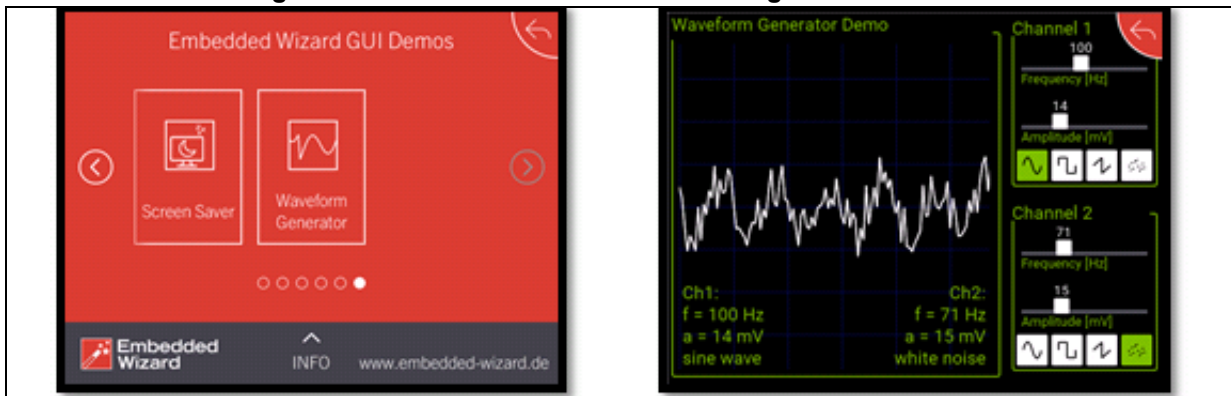 Embedded Wizard GUI Demos
Screen Saver
Waveform
Generator
Embedded
Wizard
INFO
www.embedded-wizard.de
Waveform Generator Demo
Ch1:
f = 100 Hz
a = 14 mV
sine wave
Ch2:
f = 71 Hz
a = 15 mV
white noise
Channel 1
100
Frequency [Hz]
14
Amplitude [mV]
Channel 2
71
Frequency [Hz]
15
Amplitude [mV]